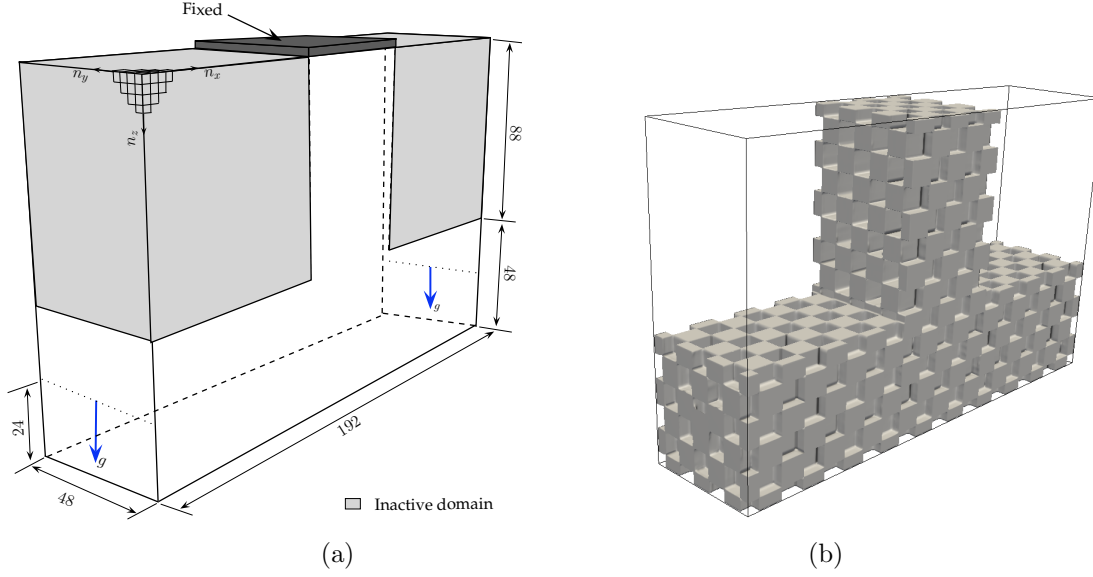 Fixed
n_y
n_x
n_z
88
48
g
24
g
48
192
Inactive domain
(a)
(b)